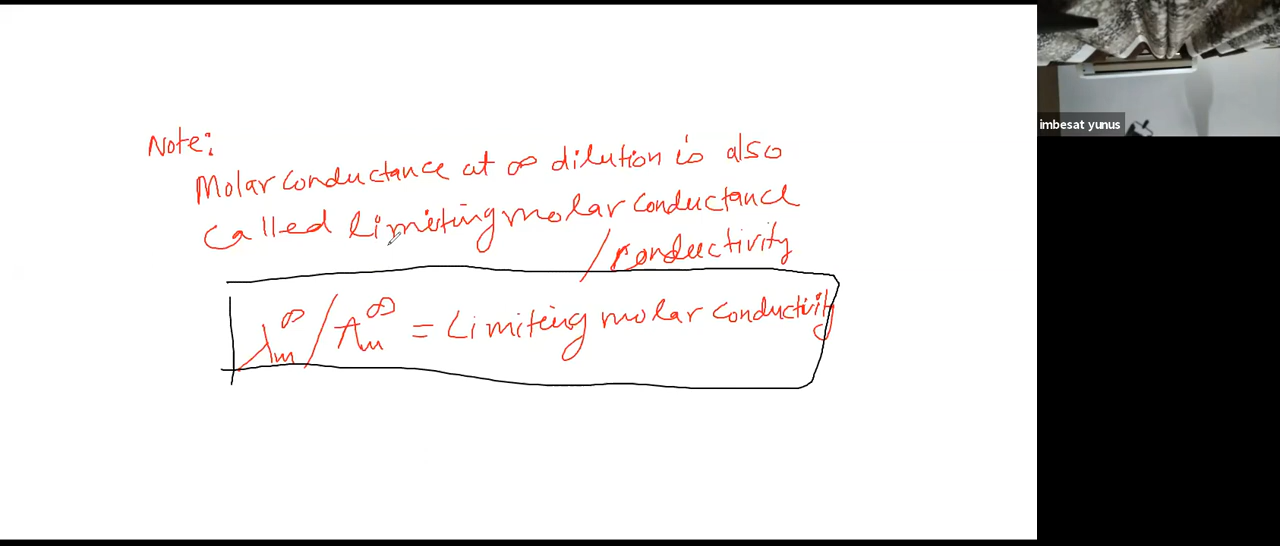 Note:
Molar conductance at ∞ dilution is also
called limiting molar conductance
/conductivity
λm∞/Λm∞ = Limiting molar conductivity
imbesat yunus